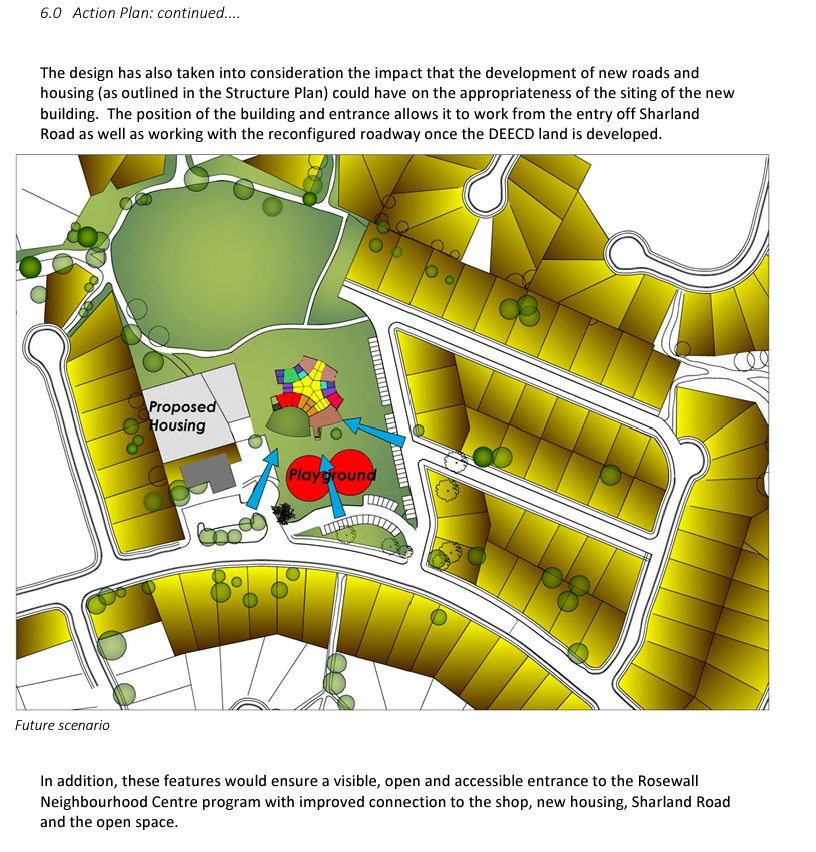 6.0 Action Plan: continued....
The design has also taken into consideration the impact that the development of new roads and
housing (as outlined in the Structure Plan) could have on the appropriateness of the siting of the new
building. The position of the building and entrance allows it to work from the entry off Sharland
Road as well as working with the reconfigured roadway once the DEECD land is developed.
Proposed
Housing
Playground
Future scenario
In addition, these features would ensure a visible, open and accessible entrance to the Rosewall
Neighbourhood Centre program with improved connection to the shop, new housing, Sharland Road
and the open space.